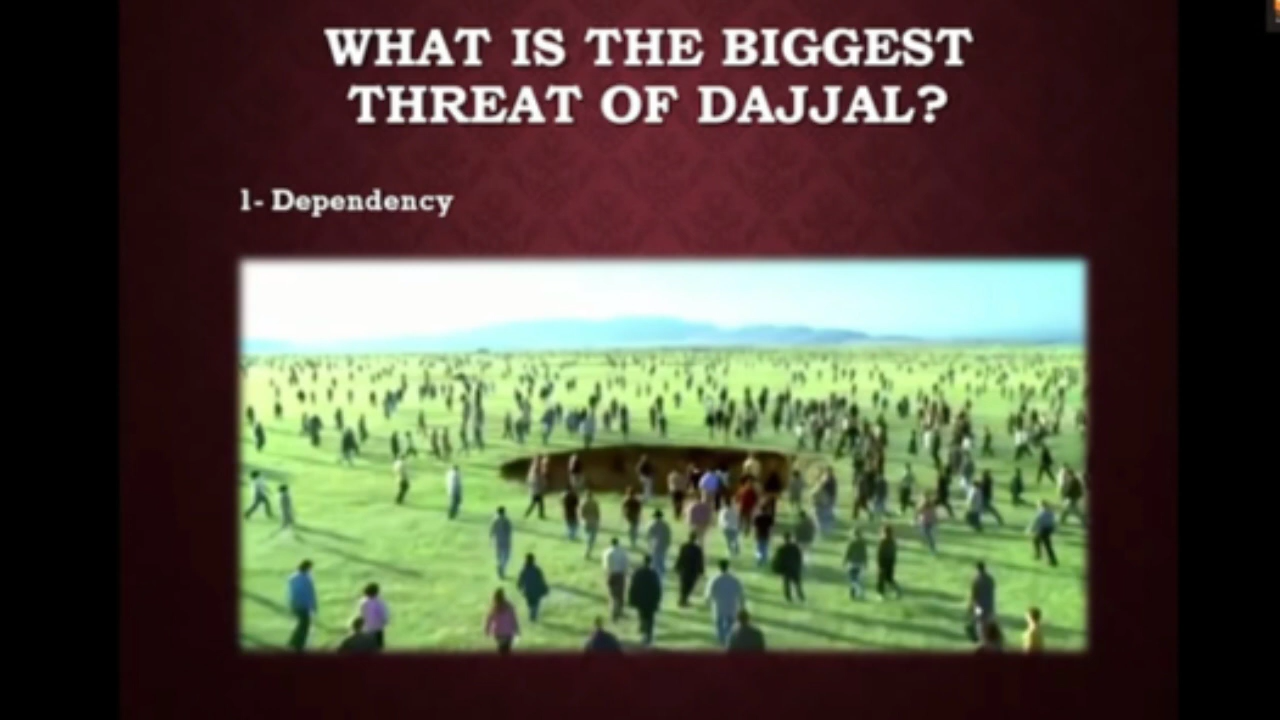 WHAT IS THE BIGGEST
THREAT OF DAJJAL?
1- Dependency